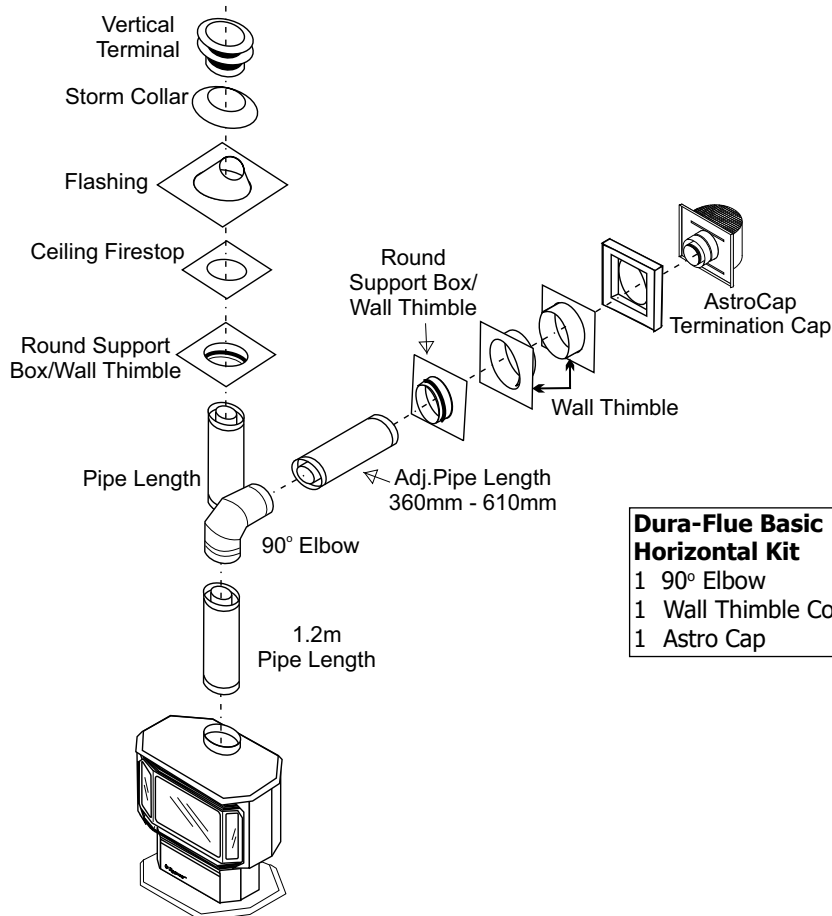 Vertical
Terminal
Storm Collar
Flashing
Ceiling Firestop
Round Support
Box/Wall Thimble
Pipe Length
90° Elbow
1.2m
Pipe Length
Adj.Pipe Length
360mm - 610mm
Round
Support Box/
Wall Thimble
Wall Thimble
AstroCap
Termination Cap
Dura-Flue Basic
Horizontal Kit
1 90º Elbow
1 Wall Thimble Co
1 Astro Cap